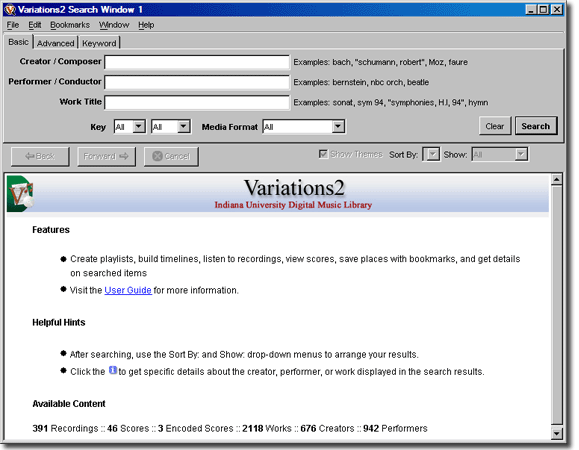 Variations2 Search Window 1
File Edit Bookmarks Window Help
Basic Advanced Keyword
Creator / Composer Examples: bach, "schumann, robert", Moz, faure
Performer / Conductor Examples: bernstein, nbc orch, beatle
Work Title Examples: sonat, sym 94, "symphonies, H.I, 94", hymn
Key All All Media Format All Clear Search
Back Forward Cancel Show Themes Sort By: Show: All
Variations2
Indiana University Digital Music Library
Features
Create playlists, build timelines, listen to recordings, view scores, save places with bookmarks, and get details
on searched items
Visit the User Guide for more information.
Helpful Hints
After searching, use the Sort By: and Show: drop-down menus to arrange your results.
Click the i to get specific details about the creator, performer, or work displayed in the search results.
Available Content
391 Recordings :: 46 Scores :: 3 Encoded Scores :: 2118 Works :: 676 Creators :: 942 Performers